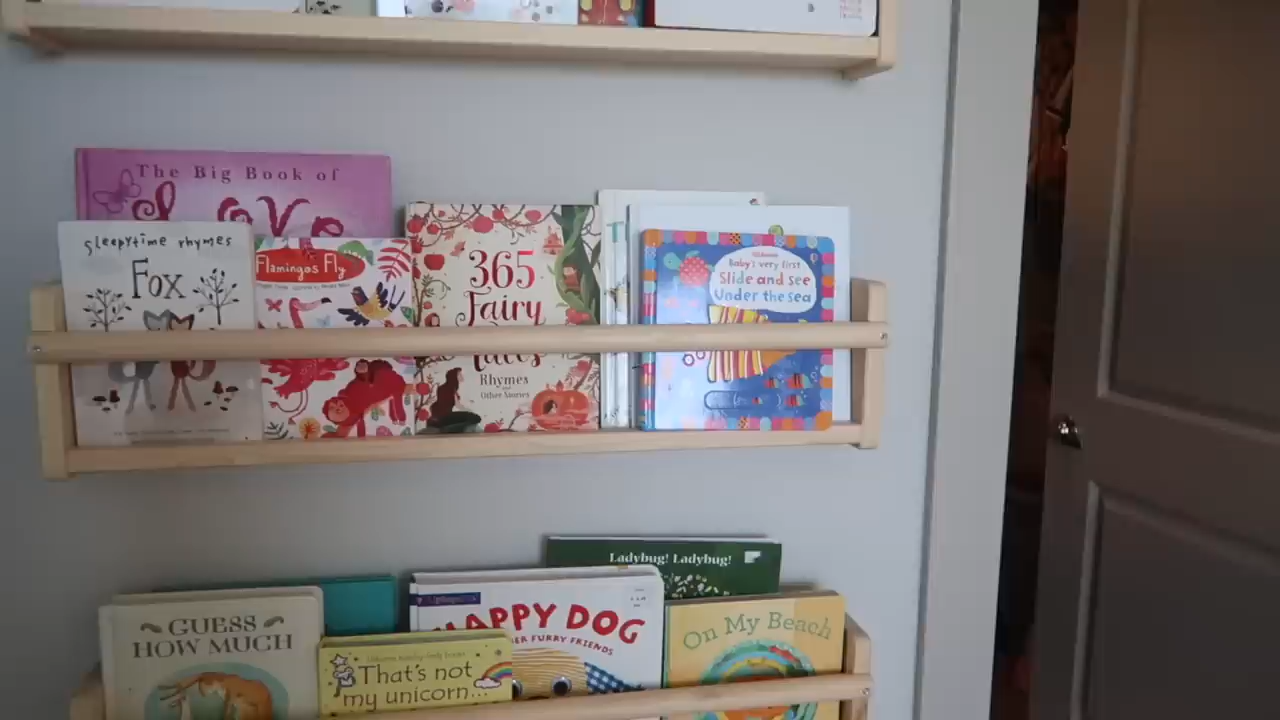 The Big Book of
Love
sleepytime rhymes
Fox
Flamingos Fly
365
Fairy
Tales
Rhymes
and
Other Stories
Baby's very first
Slide and see
Under the sea
Ladybug! Ladybug!
GUESS
HOW MUCH
HAPPY DOG
FURRY FRIENDS
That's not
my unicorn...
On My Beach